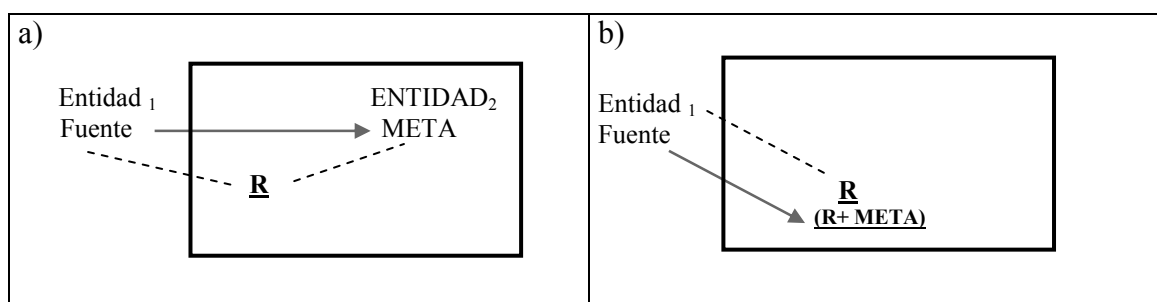 a)
Entidad 1 ENTIDAD2
Fuente META
R
b)
Entidad 1
Fuente
R
(R+ META)